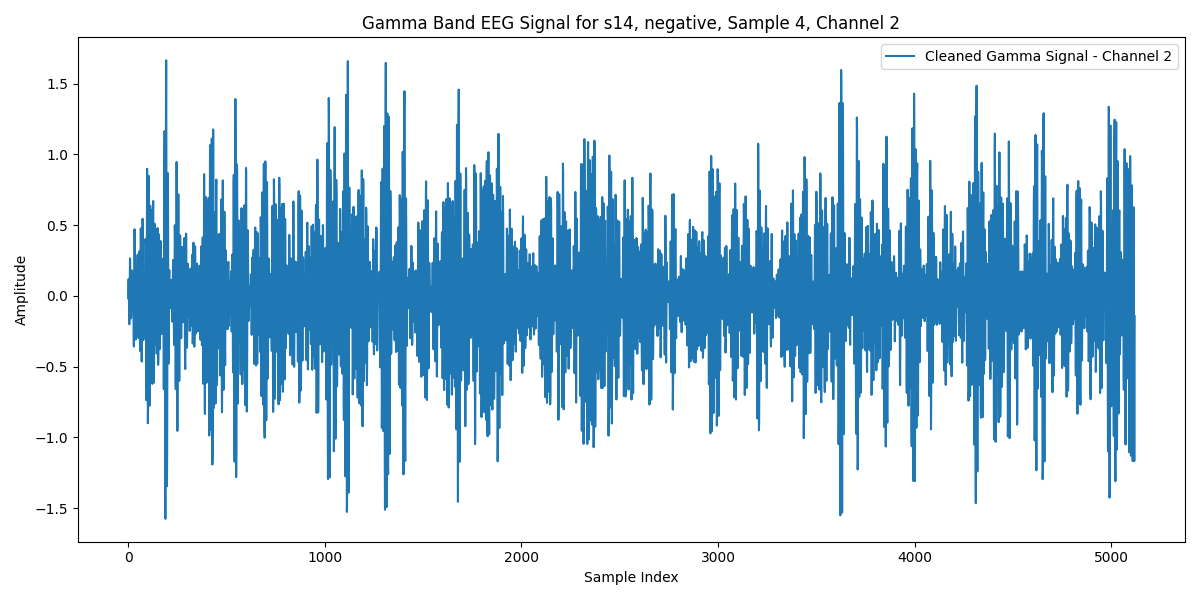 Gamma Band EEG Signal for s14, negative, Sample 4, Channel 2
Cleaned Gamma Signal - Channel 2
Amplitude
1.5
1.0
0.5
0.0
−0.5
−1.0
−1.5
0 1000 2000 3000 4000 5000
Sample Index